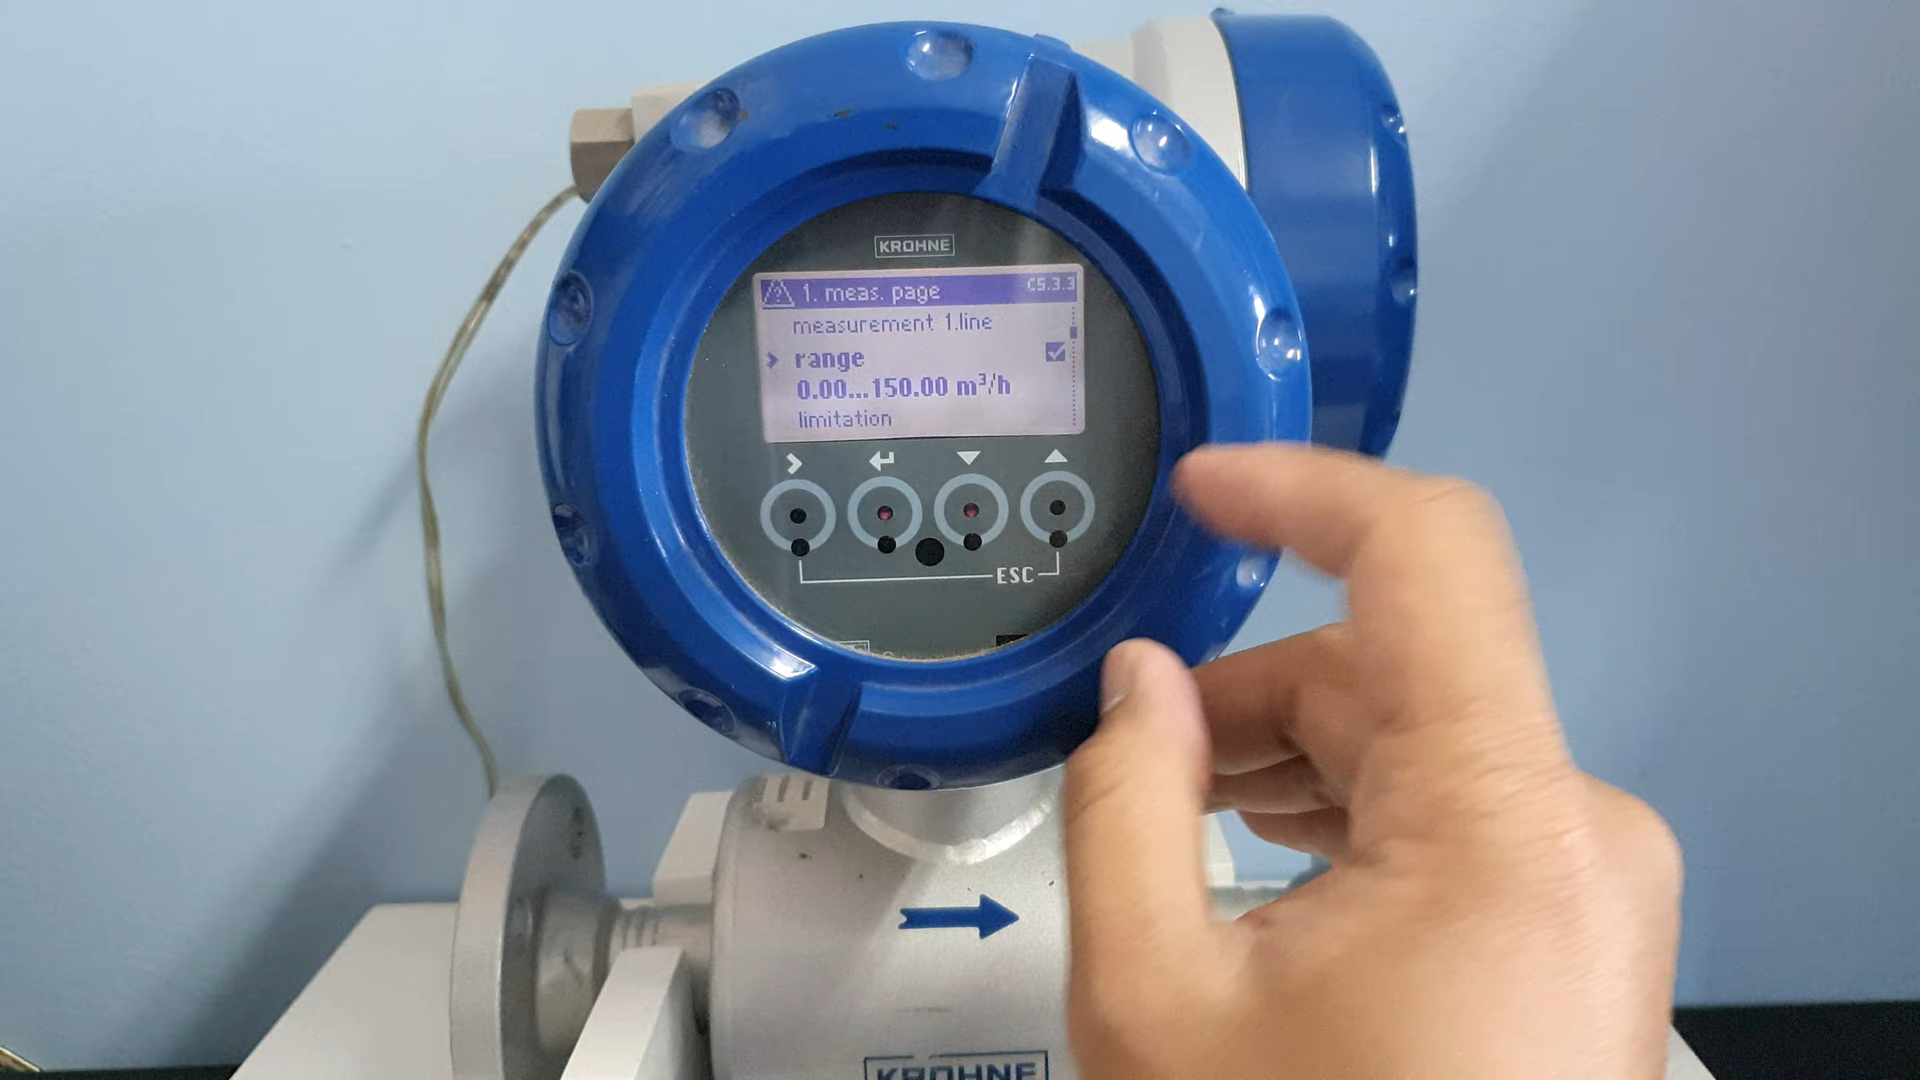 KROHNE
1. meas. page C5.3.3
measurement 1.line
range
0.00...150.00 m³/h
limitation
ESC
KROHNE